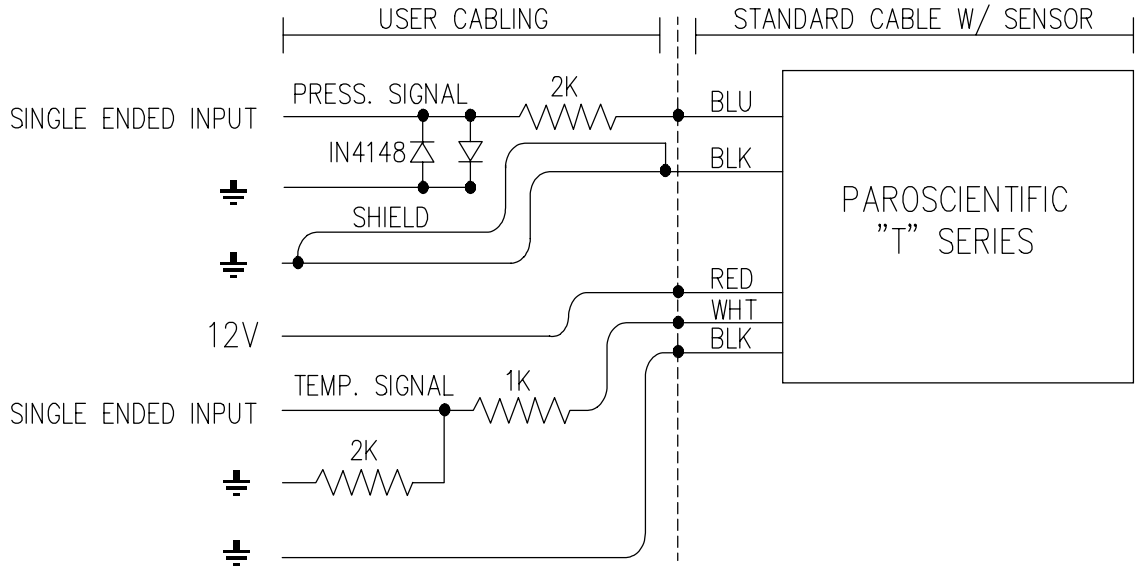 USER CABLING
STANDARD CABLE W/ SENSOR
PRESS. SIGNAL
2K
BLU
SINGLE ENDED INPUT
IN4148
BLK
PAROSCIENTIFIC
"T" SERIES
SHIELD
RED
WHT
12V
BLK
TEMP. SIGNAL
1K
SINGLE ENDED INPUT
2K